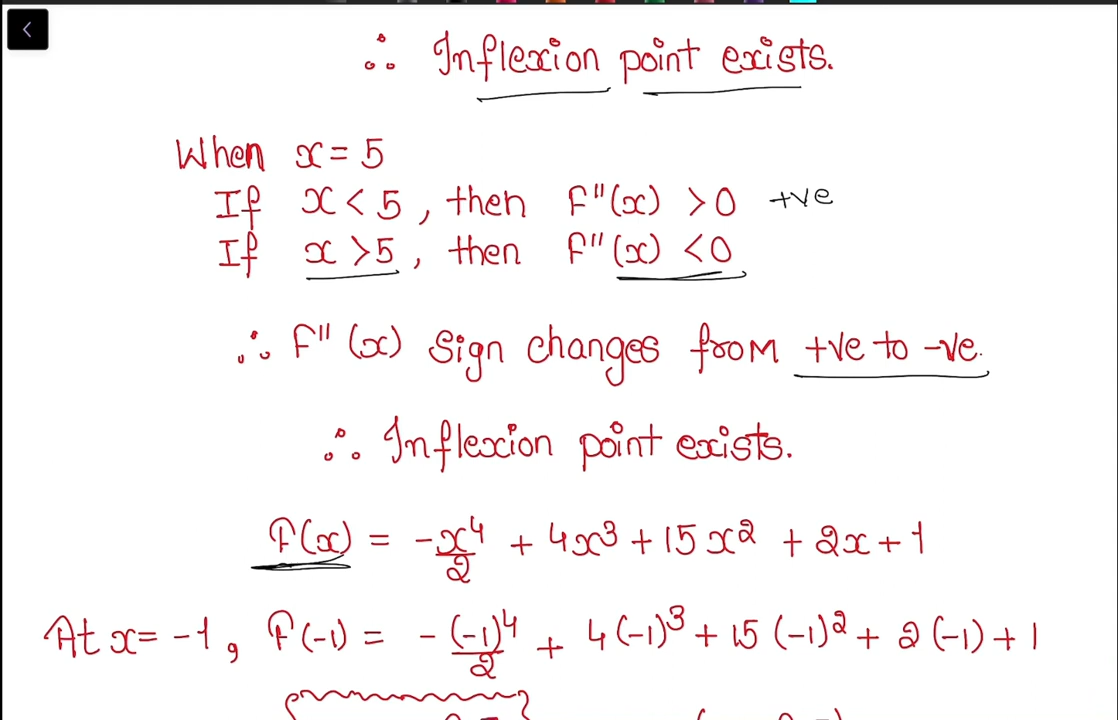 ∴ Inflexion point exists.
When x = 5
If x < 5, then f''(x) > 0 +ve
If x > 5, then f''(x) < 0
∴ f''(x) sign changes from +ve to -ve.
∴ Inflexion point exists.
f(x) = -x⁴/2 + 4x³ + 15x² + 2x + 1
At x = -1, f(-1) = -(-1)⁴/2 + 4(-1)³ + 15(-1)² + 2(-1) + 1